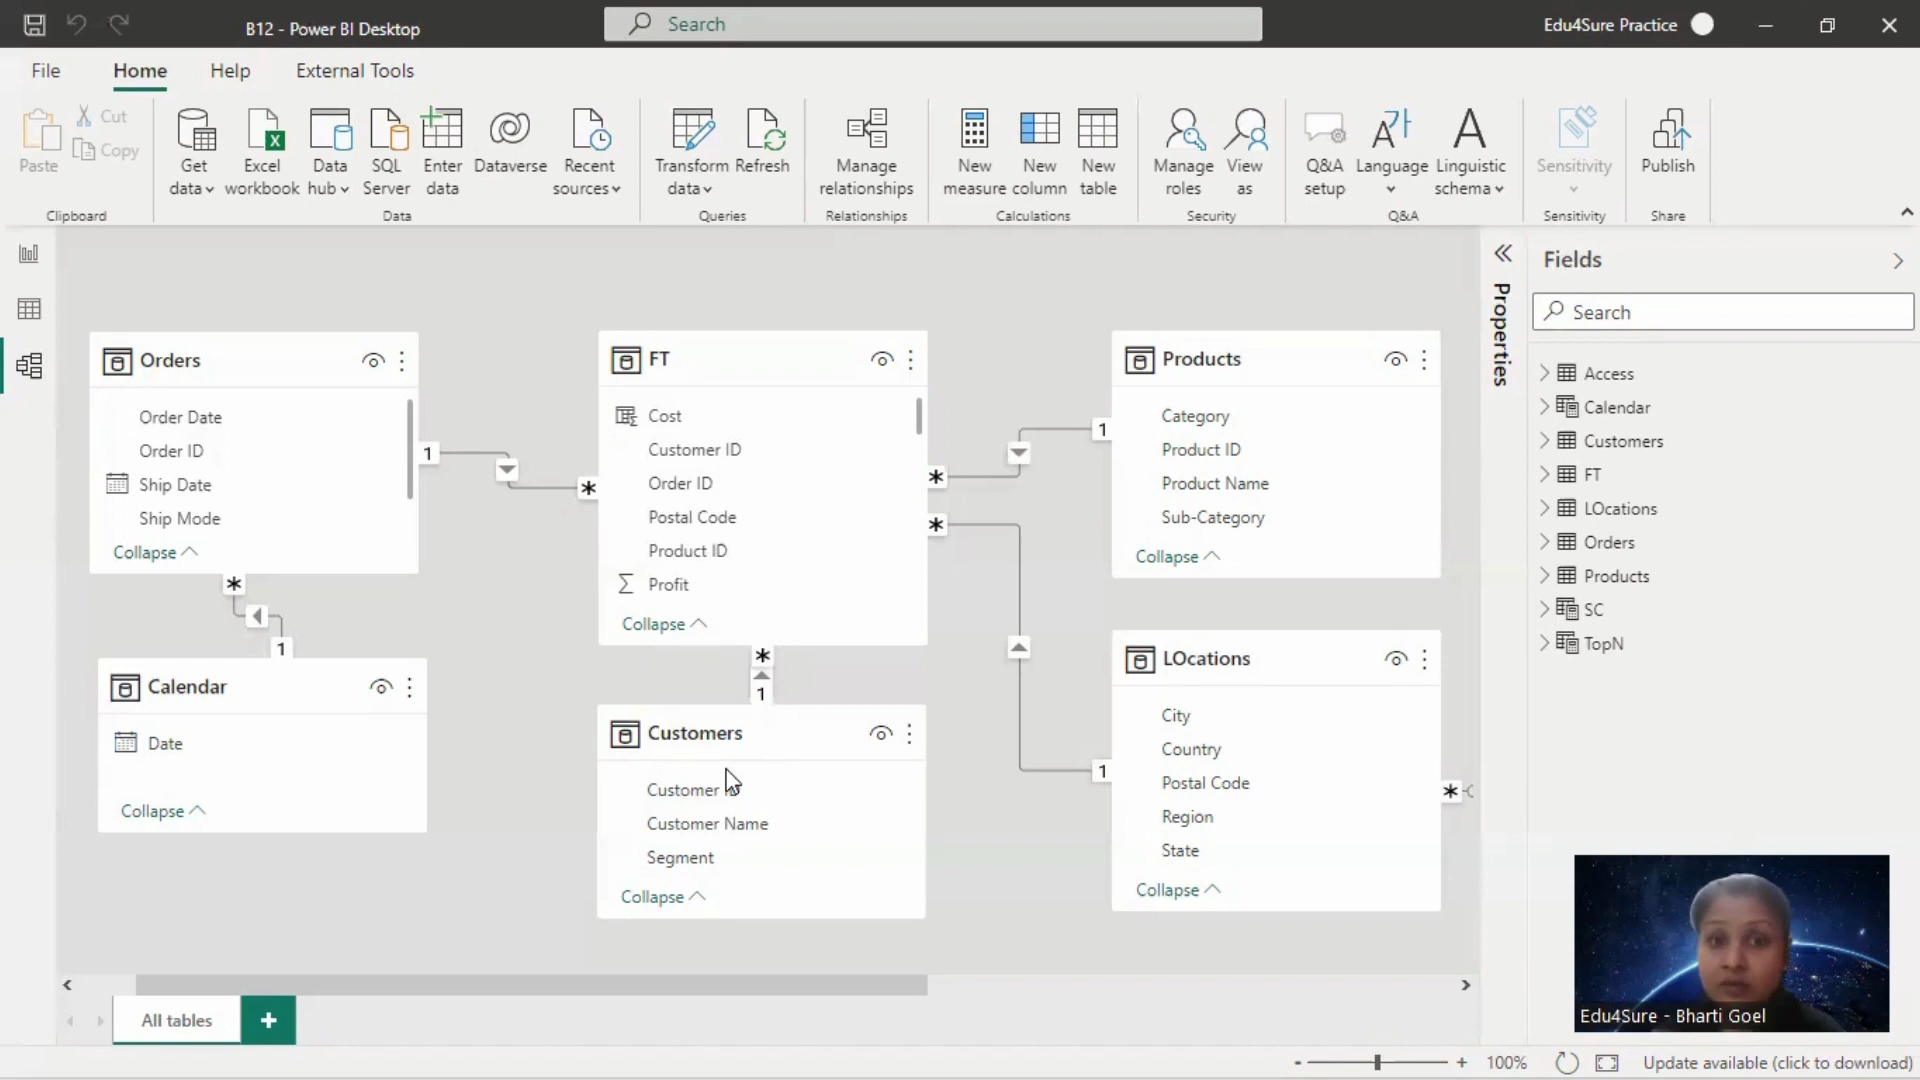 B12 - Power BI Desktop
Search
Edu4Sure Practice
File
Home
Help
External Tools
Paste
Cut
Copy
Get data
Excel workbook
Data hub
SQL Server
Enter data
Dataverse
Recent sources
Transform data
Refresh
Manage relationships
New measure
New column
New table
Manage roles
View as
Q&A setup
Language
Linguistic schema
Sensitivity
Publish
Clipboard
Data
Queries
Relationships
Calculations
Security
Q&A
Sensitivity
Share
Orders
Order Date
Order ID
Ship Date
Ship Mode
Collapse
1
*
*
1
Calendar
Date
Collapse
FT
Cost
Customer ID
Order ID
Postal Code
Product ID
Profit
Collapse
*
1
Customers
Customer
Customer Name
Segment
Collapse
*
1
*
1
Products
Category
Product ID
Product Name
Sub-Category
Collapse
LOcations
City
Country
Postal Code
Region
State
Collapse
*
Properties
Fields
Search
Access
Calendar
Customers
FT
LOcations
Orders
Products
SC
TopN
Edu4Sure - Bharti Goel
All tables
+
- + 100%
Update available (click to download)